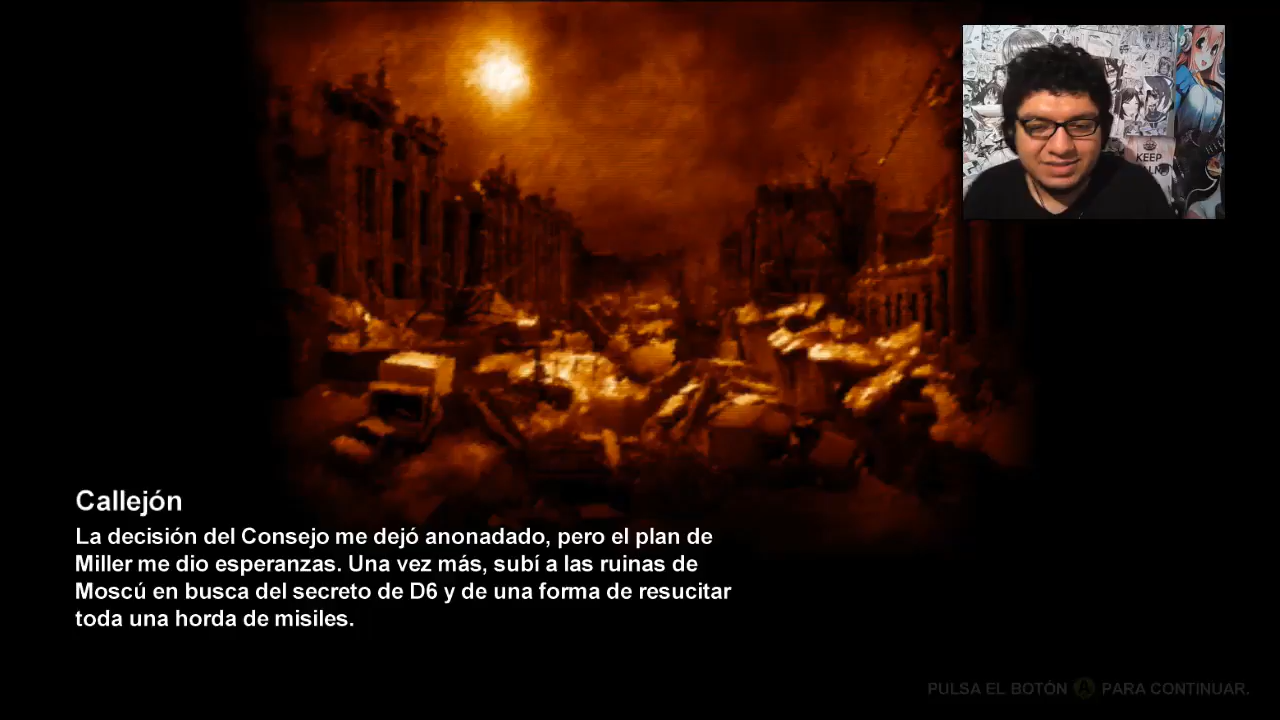 KEEP
Callejón
La decisión del Consejo me dejó anonadado, pero el plan de
Miller me dio esperanzas. Una vez más, subí a las ruinas de
Moscú en busca del secreto de D6 y de una forma de resucitar
toda una horda de misiles.
PULSA EL BOTÓN A PARA CONTINUAR.